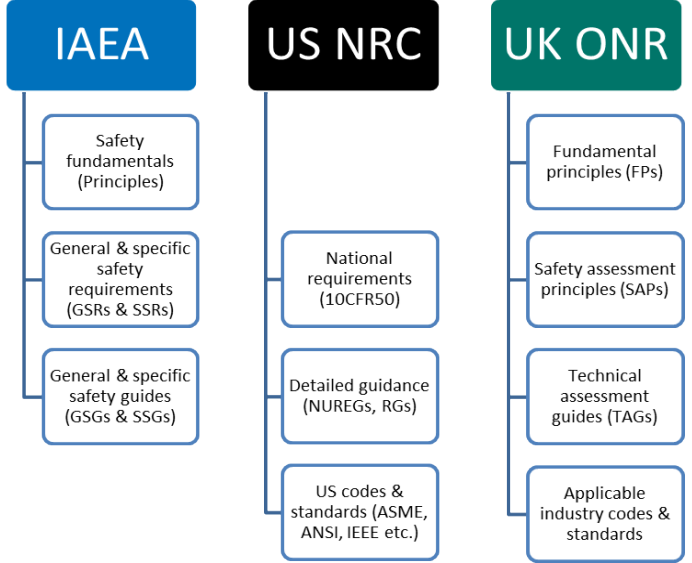 IAEA
Safety
fundamentals
(Principles)
General & specific
safety
requirements
(GSRs & SSRs)
General & specific
safety guides
(GSGs & SSGs)
US NRC
National
requirements
(10CFR50)
Detailed guidance
(NUREGs, RGs)
US codes &
standards (ASME,
ANSI, IEEE etc.)
UK ONR
Fundamental
principles (FPs)
Safety assessment
principles (SAPs)
Technical
assessment
guides (TAGs)
Applicable
industry codes &
standards